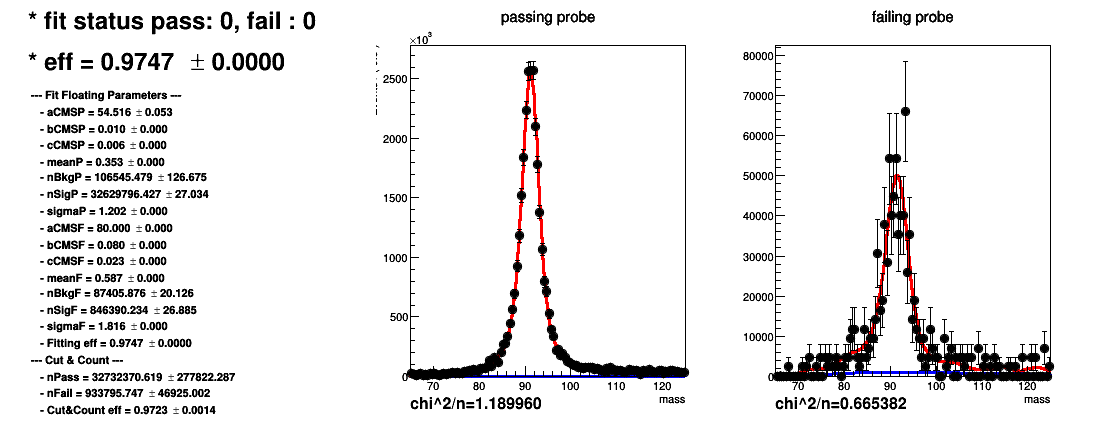 * fit status pass: 0, fail : 0
* eff = 0.9747 ± 0.0000
--- Fit Floating Parameters ---
- aCMSP = 54.516 ± 0.053
- bCMSP = 0.010 ± 0.000
- cCMSP = 0.006 ± 0.000
- meanP = 0.353 ± 0.000
- nBkgP = 106545.479 ± 126.675
- nSigP = 32629796.427 ± 27.034
- sigmaP = 1.202 ± 0.000
- aCMSF = 80.000 ± 0.000
- bCMSF = 0.080 ± 0.000
- cCMSF = 0.023 ± 0.000
- meanF = 0.587 ± 0.000
- nBkgF = 87405.876 ± 20.126
- nSigF = 846390.234 ± 26.885
- sigmaF = 1.816 ± 0.000
- Fitting eff = 0.9747 ± 0.0000
--- Cut & Count ---
- nPass = 32732370.619 ± 277822.287
- nFail = 933795.747 ± 46925.002
- Cut&Count eff = 0.9723 ± 0.0014
passing probe
×10³
2500
2000
1500
1000
500
0
70 80 90 100 110 120
mass
chi^2/n=1.189960
failing probe
80000
70000
60000
50000
40000
30000
20000
10000
0
70 80 90 100 110 120
mass
chi^2/n=0.665382